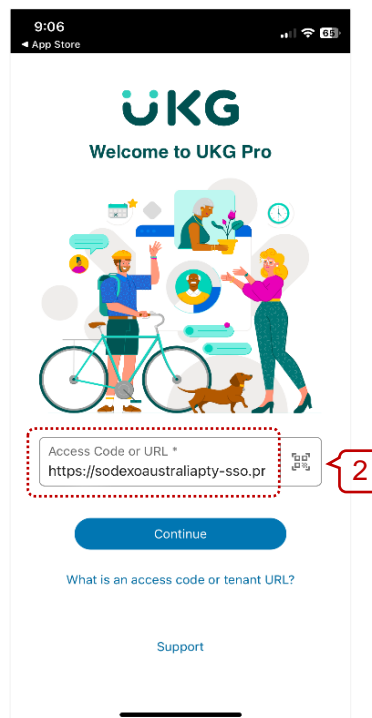 9:06
65
◀ App Store
UKG
Welcome to UKG Pro
Access Code or URL *
https://sodexoaustraliapty-sso.pr
2
Continue
What is an access code or tenant URL?
Support